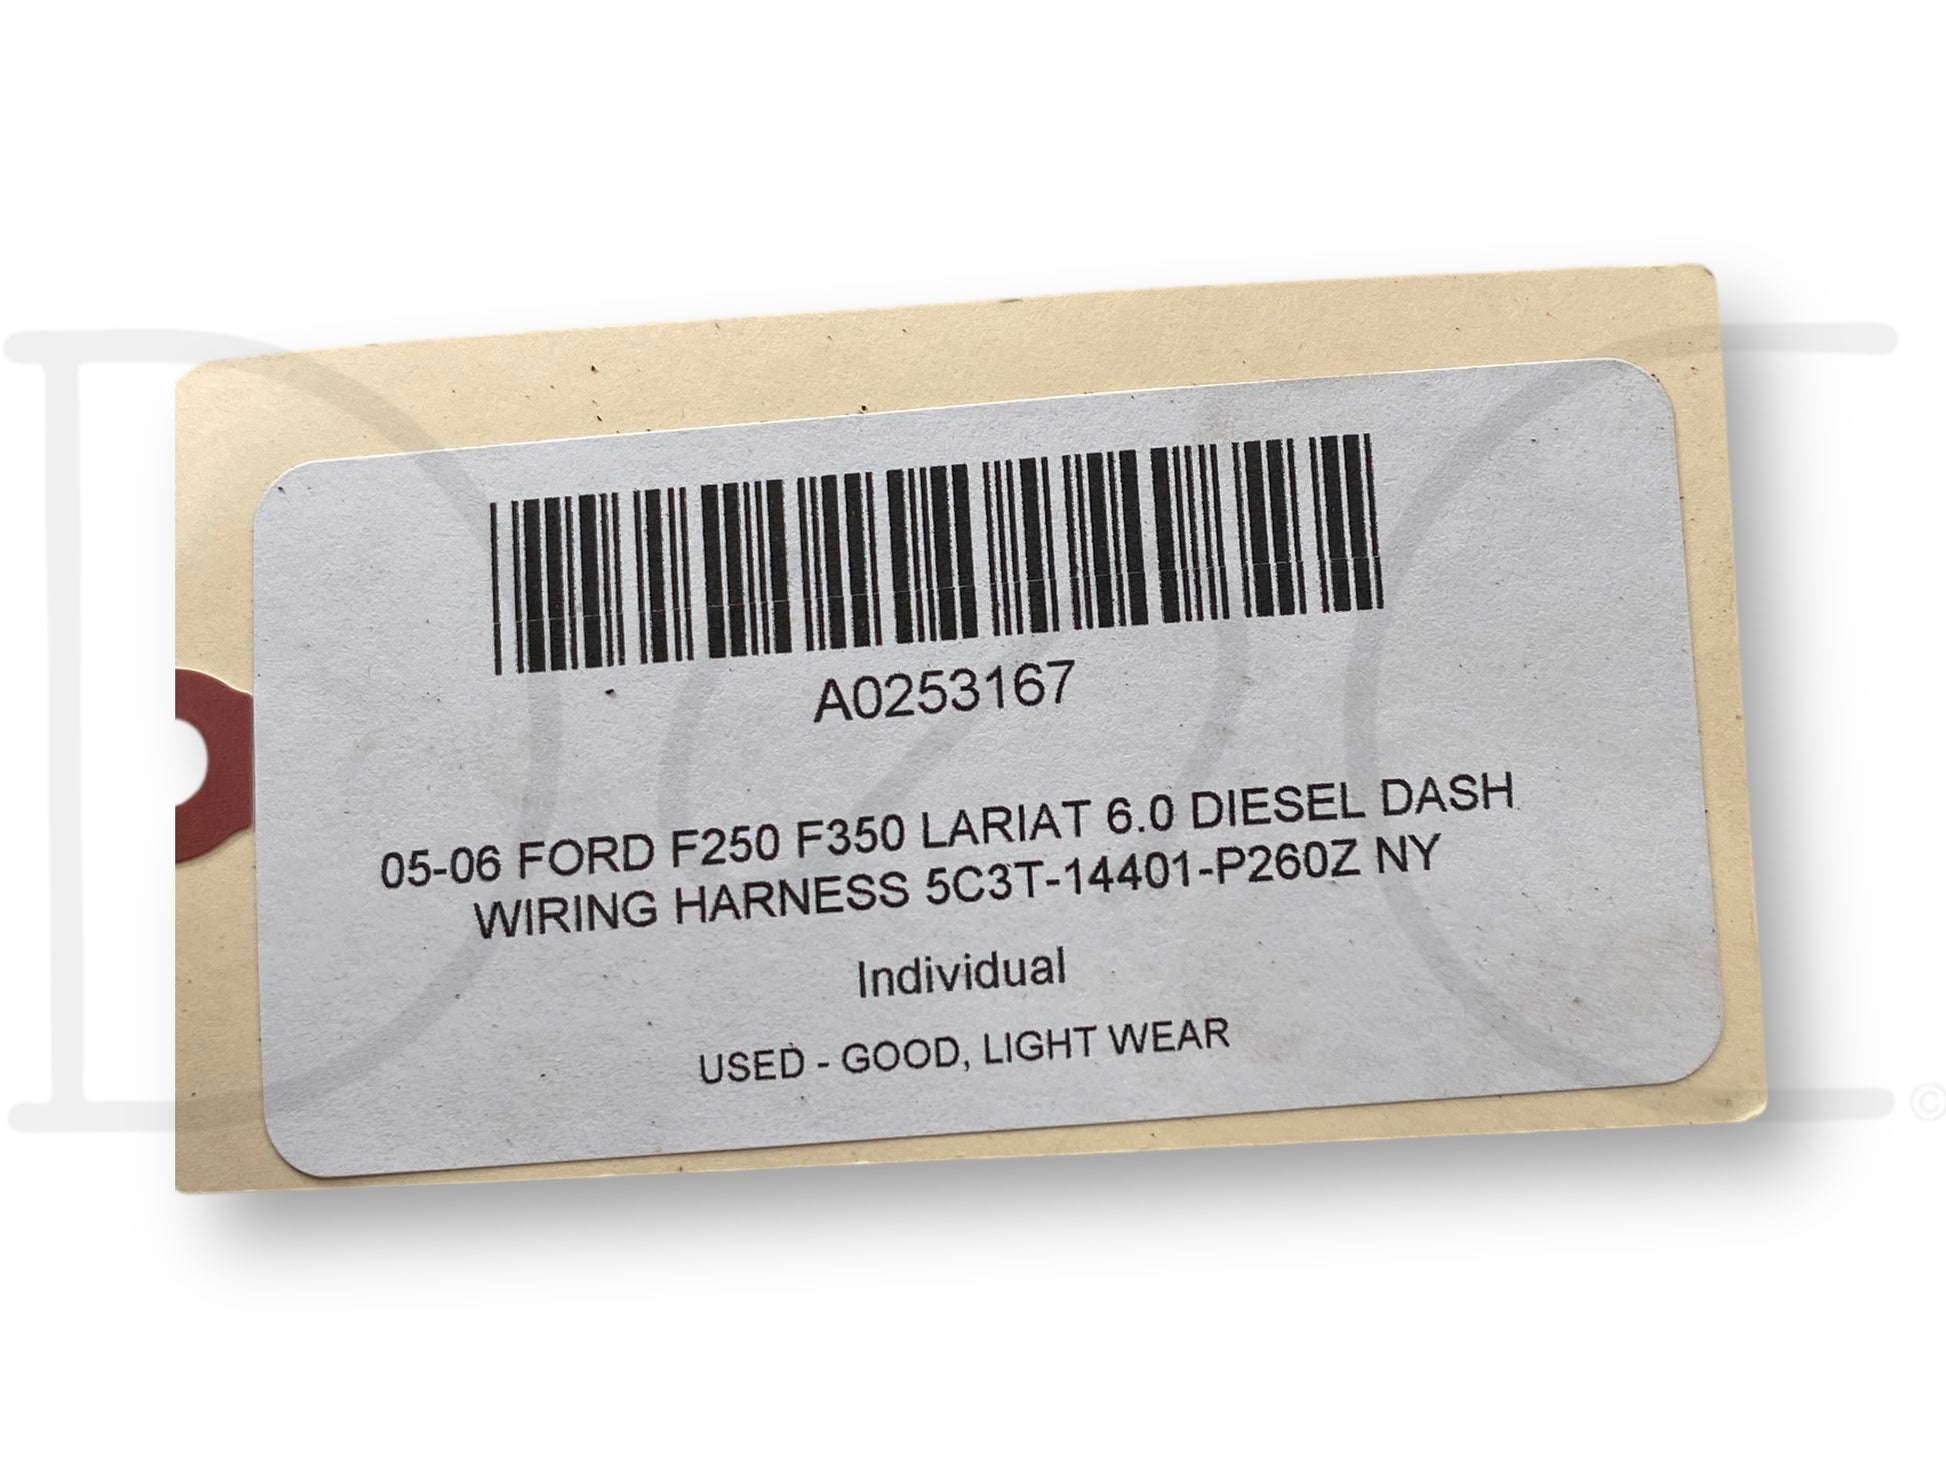 A0253167
05-06 FORD F250 F350 LARIAT 6.0 DIESEL DASH
WIRING HARNESS 5C3T-14401-P260Z NY
Individual
USED - GOOD, LIGHT WEAR
©